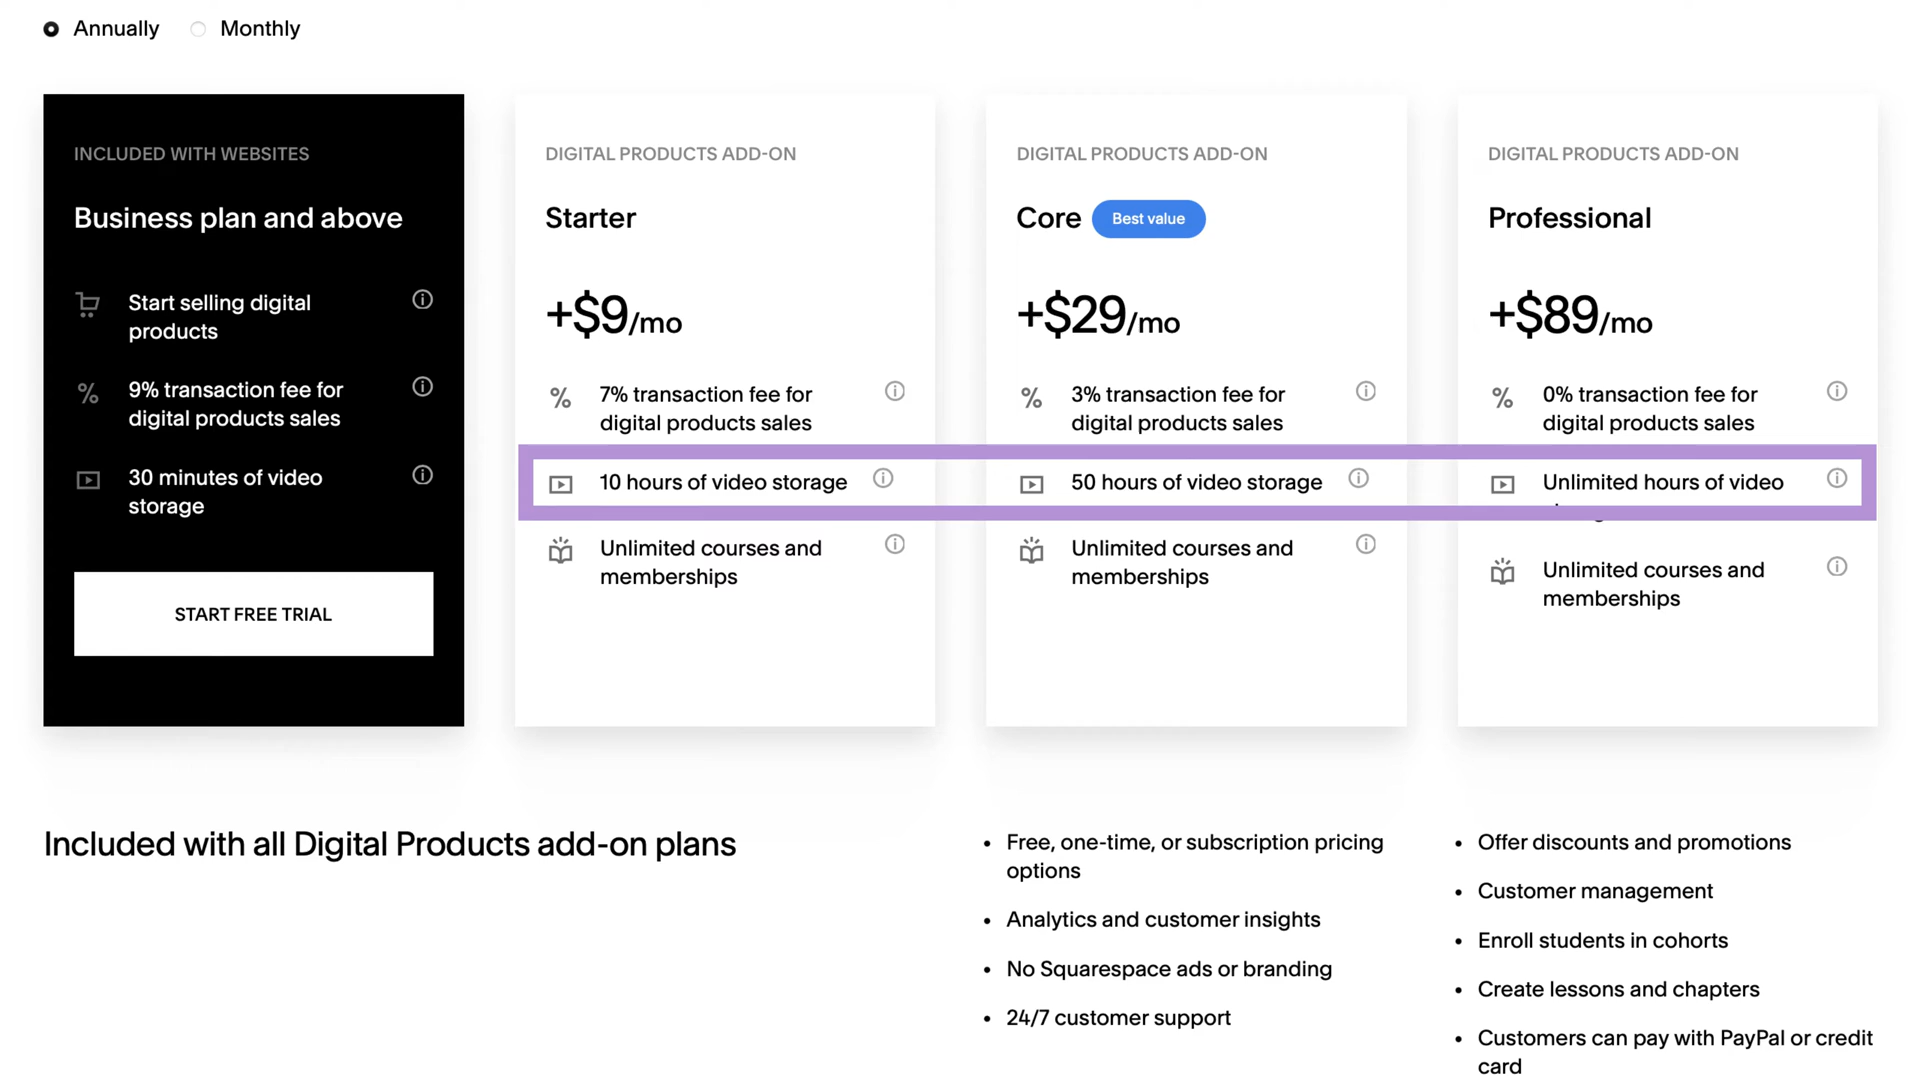 Annually
Monthly
INCLUDED WITH WEBSITES
Business plan and above
Start selling digital
products
9% transaction fee for
digital products sales
30 minutes of video
storage
START FREE TRIAL
DIGITAL PRODUCTS ADD-ON
Starter
+$9/mo
7% transaction fee for
digital products sales
10 hours of video storage
Unlimited courses and
memberships
DIGITAL PRODUCTS ADD-ON
Core
Best value
+$29/mo
3% transaction fee for
digital products sales
50 hours of video storage
Unlimited courses and
memberships
DIGITAL PRODUCTS ADD-ON
Professional
+$89/mo
0% transaction fee for
digital products sales
Unlimited hours of video
Unlimited courses and
memberships
Included with all Digital Products add-on plans
• Free, one-time, or subscription pricing
options
• Analytics and customer insights
• No Squarespace ads or branding
• 24/7 customer support
• Offer discounts and promotions
• Customer management
• Enroll students in cohorts
• Create lessons and chapters
• Customers can pay with PayPal or credit
card